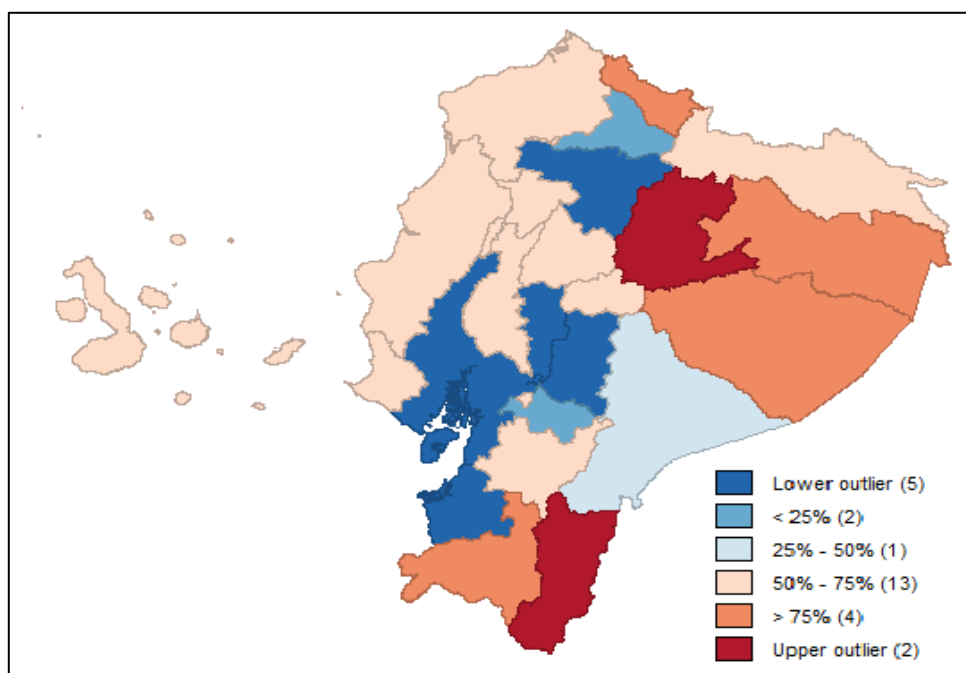 Lower outlier (5)
< 25% (2)
25% - 50% (1)
50% - 75% (13)
> 75% (4)
Upper outlier (2)